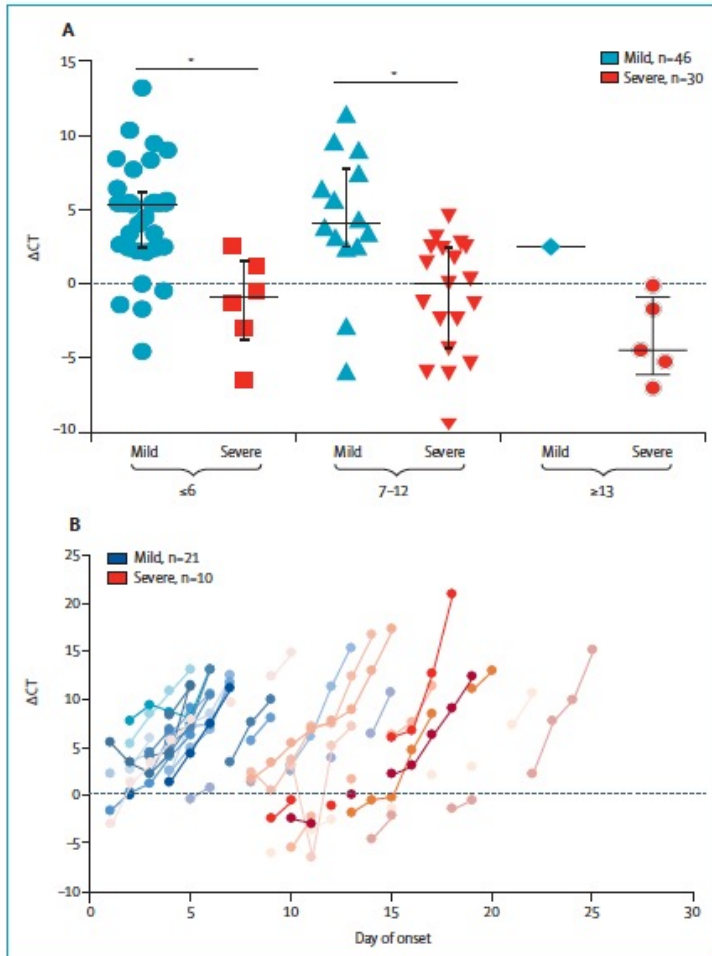 A
Mild, n=46
Severe, n=30
*
*
ΔCT
15
10
5
0
−5
−10
Mild
Severe
Mild
Severe
Mild
Severe
≤6
7–12
≥13
B
Mild, n=21
Severe, n=10
ΔCT
25
20
15
10
5
0
−5
−10
0
5
10
15
20
25
30
Day of onset